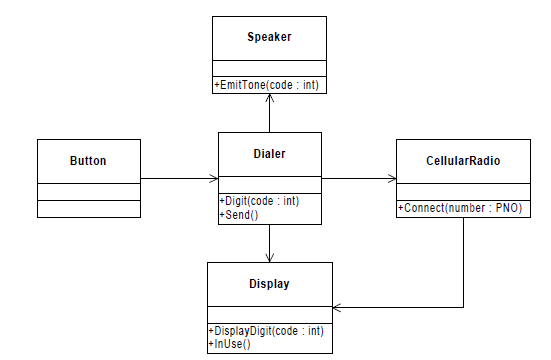 Speaker
+EmitTone(code : int)
Button
Dialer
+Digit(code : int)
+Send()
CellularRadio
+Connect(number : PNO)
Display
+DisplayDigit(code : int)
+InUse()